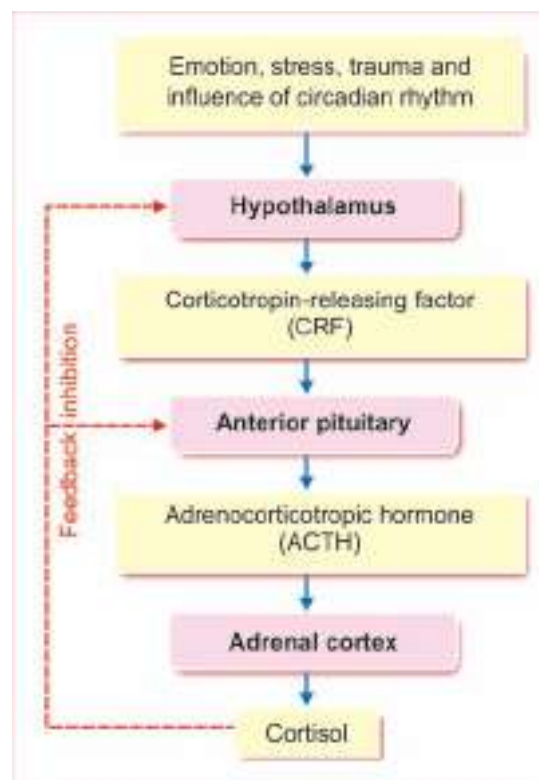 Emotion, stress, trauma and
influence of circadian rhythm
Hypothalamus
Corticotropin-releasing factor
(CRF)
Anterior pituitary
Feedback inhibition
Adrenocorticotropic hormone
(ACTH)
Adrenal cortex
Cortisol